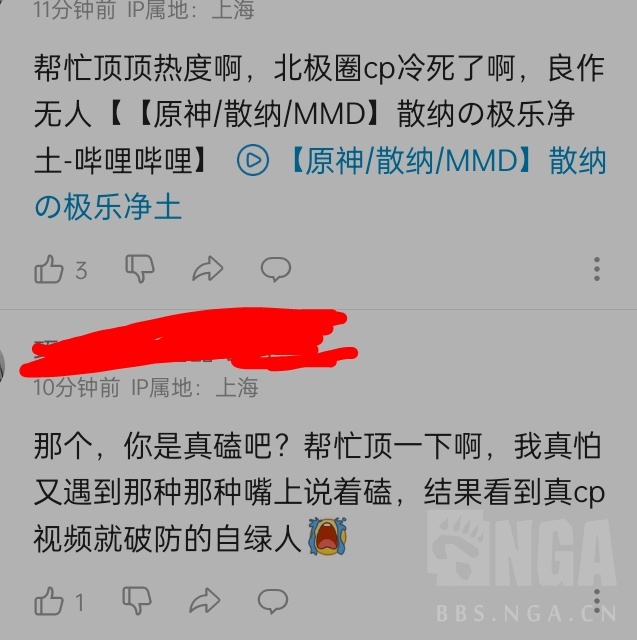 11分钟前 IP属地：上海
帮忙顶顶热度啊，北极圈cp冷死了啊，良作
无人【【原神/散纳/MMD】散纳の极乐净
土-哔哩哔哩】 【原神/散纳/MMD】散纳
の极乐净土
3
10分钟前 IP属地：上海
那个，你是真磕吧？帮忙顶一下啊，我真怕
又遇到那种那种嘴上说着磕，结果看到真cp
视频就破防的自绿人
1
NGA
BBS.NGA.CN